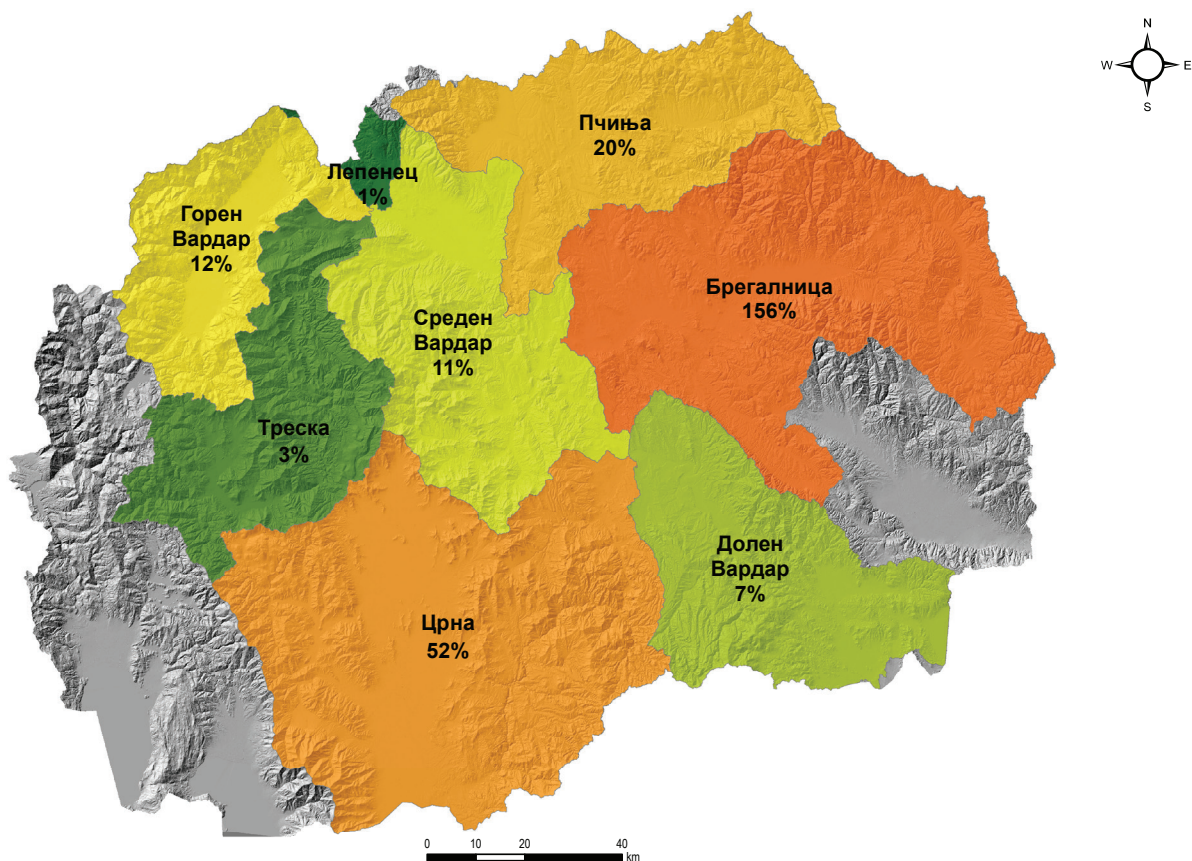 N
W E
S
Пчиња
20%
Лепенец
1%
Горен
Вардар
12%
Брегалница
156%
Среден
Вардар
11%
Треска
3%
Долен
Вардар
7%
Црна
52%
0 10 20 40
km